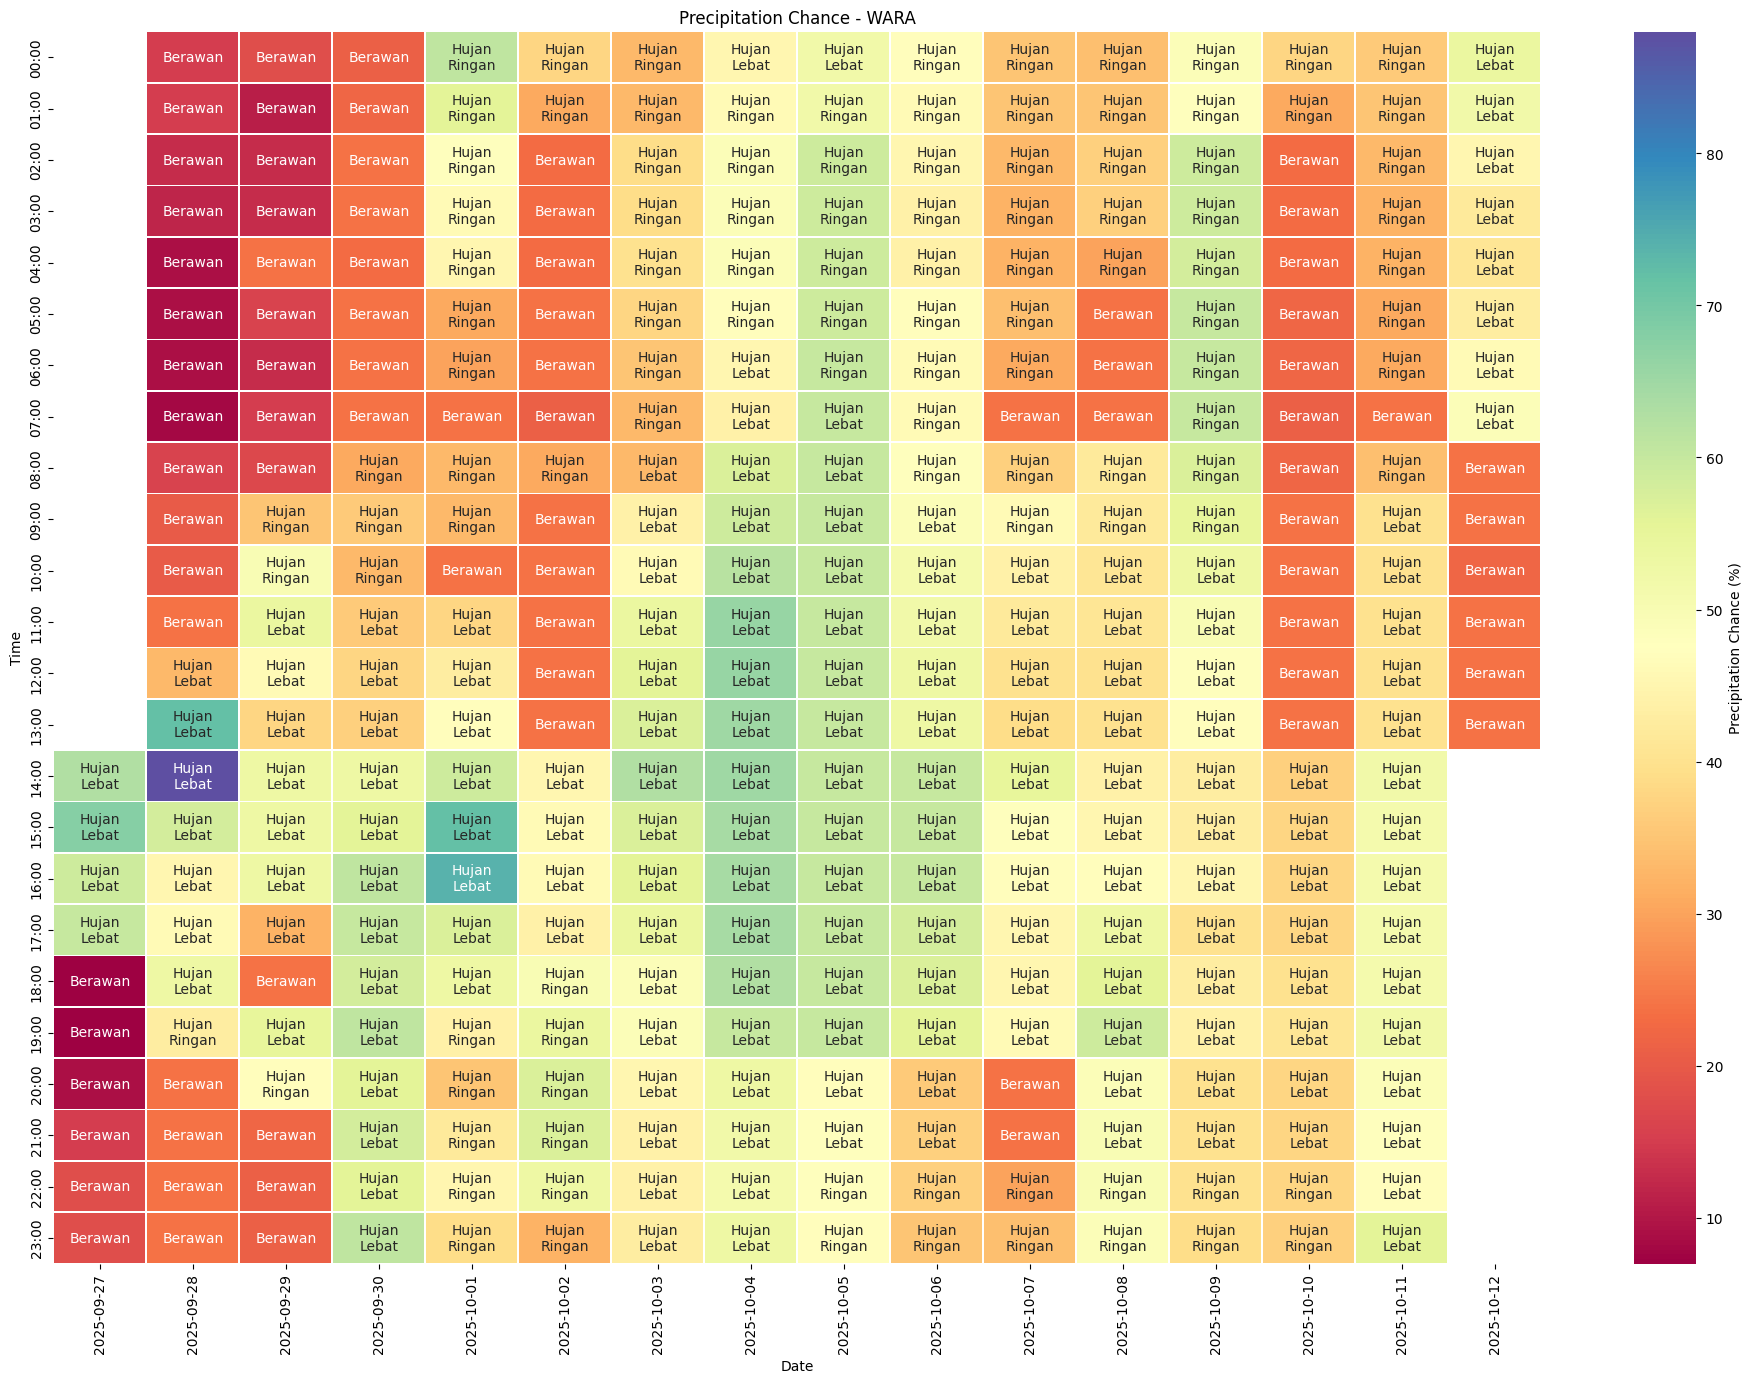 Precipitation Chance - WARA
00:00 Berawan Berawan Berawan Hujan Ringan Hujan Ringan Hujan Ringan Hujan Lebat Hujan Lebat Hujan Ringan Hujan Ringan Hujan Ringan Hujan Ringan Hujan Ringan Hujan Ringan Hujan Lebat
01:00 Berawan Berawan Berawan Hujan Ringan Hujan Ringan Hujan Ringan Hujan Ringan Hujan Ringan Hujan Ringan Hujan Ringan Hujan Ringan Hujan Ringan Hujan Ringan Hujan Ringan Hujan Lebat
02:00 Berawan Berawan Berawan Hujan Ringan Berawan Hujan Ringan Hujan Ringan Hujan Ringan Hujan Ringan Hujan Ringan Hujan Ringan Hujan Ringan Berawan Hujan Ringan Hujan Lebat
03:00 Berawan Berawan Berawan Hujan Ringan Berawan Hujan Ringan Hujan Ringan Hujan Ringan Hujan Ringan Hujan Ringan Hujan Ringan Hujan Ringan Berawan Hujan Ringan Hujan Lebat
04:00 Berawan Berawan Berawan Hujan Ringan Berawan Hujan Ringan Hujan Ringan Hujan Ringan Hujan Ringan Hujan Ringan Hujan Ringan Hujan Ringan Berawan Hujan Ringan Hujan Lebat
05:00 Berawan Berawan Berawan Hujan Ringan Berawan Hujan Ringan Hujan Ringan Hujan Ringan Hujan Ringan Hujan Ringan Berawan Hujan Ringan Berawan Hujan Ringan Hujan Lebat
06:00 Berawan Berawan Berawan Hujan Ringan Berawan Hujan Ringan Hujan Lebat Hujan Ringan Hujan Ringan Hujan Ringan Berawan Hujan Ringan Berawan Hujan Ringan Hujan Lebat
07:00 Berawan Berawan Berawan Berawan Berawan Hujan Ringan Hujan Lebat Hujan Lebat Hujan Ringan Berawan Berawan Hujan Ringan Berawan Berawan Hujan Lebat
08:00 Berawan Berawan Hujan Ringan Hujan Ringan Hujan Ringan Hujan Lebat Hujan Lebat Hujan Lebat Hujan Ringan Hujan Ringan Hujan Ringan Hujan Ringan Berawan Hujan Ringan Berawan
09:00 Berawan Hujan Ringan Hujan Ringan Hujan Ringan Berawan Hujan Lebat Hujan Lebat Hujan Lebat Hujan Lebat Hujan Ringan Hujan Ringan Hujan Ringan Berawan Hujan Lebat Berawan
10:00 Berawan Hujan Ringan Hujan Ringan Berawan Berawan Hujan Lebat Hujan Lebat Hujan Lebat Hujan Lebat Hujan Lebat Hujan Lebat Hujan Lebat Berawan Hujan Lebat Berawan
11:00 Berawan Hujan Lebat Hujan Lebat Hujan Lebat Berawan Hujan Lebat Hujan Lebat Hujan Lebat Hujan Lebat Hujan Lebat Hujan Lebat Hujan Lebat Berawan Hujan Lebat Berawan
12:00 Hujan Lebat Hujan Lebat Hujan Lebat Hujan Lebat Berawan Hujan Lebat Hujan Lebat Hujan Lebat Hujan Lebat Hujan Lebat Hujan Lebat Hujan Lebat Berawan Hujan Lebat Berawan
13:00 Hujan Lebat Hujan Lebat Hujan Lebat Hujan Lebat Berawan Hujan Lebat Hujan Lebat Hujan Lebat Hujan Lebat Hujan Lebat Hujan Lebat Hujan Lebat Berawan Hujan Lebat Berawan
14:00 Hujan Lebat Hujan Lebat Hujan Lebat Hujan Lebat Hujan Lebat Hujan Lebat Hujan Lebat Hujan Lebat Hujan Lebat Hujan Lebat Hujan Lebat Hujan Lebat Hujan Lebat Hujan Lebat Hujan Lebat
15:00 Hujan Lebat Hujan Lebat Hujan Lebat Hujan Lebat Hujan Lebat Hujan Lebat Hujan Lebat Hujan Lebat Hujan Lebat Hujan Lebat Hujan Lebat Hujan Lebat Hujan Lebat Hujan Lebat Hujan Lebat
16:00 Hujan Lebat Hujan Lebat Hujan Lebat Hujan Lebat Hujan Lebat Hujan Lebat Hujan Lebat Hujan Lebat Hujan Lebat Hujan Lebat Hujan Lebat Hujan Lebat Hujan Lebat Hujan Lebat Hujan Lebat
17:00 Hujan Lebat Hujan Lebat Hujan Lebat Hujan Lebat Hujan Lebat Hujan Lebat Hujan Lebat Hujan Lebat Hujan Lebat Hujan Lebat Hujan Lebat Hujan Lebat Hujan Lebat Hujan Lebat Hujan Lebat
18:00 Berawan Hujan Lebat Berawan Hujan Lebat Hujan Lebat Hujan Ringan Hujan Lebat Hujan Lebat Hujan Lebat Hujan Lebat Hujan Lebat Hujan Lebat Hujan Lebat Hujan Lebat Hujan Lebat
19:00 Berawan Hujan Ringan Hujan Lebat Hujan Lebat Hujan Ringan Hujan Ringan Hujan Lebat Hujan Lebat Hujan Lebat Hujan Lebat Hujan Lebat Hujan Lebat Hujan Lebat Hujan Lebat Hujan Lebat
20:00 Berawan Berawan Hujan Ringan Hujan Lebat Hujan Ringan Hujan Ringan Hujan Lebat Hujan Lebat Hujan Lebat Hujan Lebat Berawan Hujan Lebat Hujan Lebat Hujan Lebat Hujan Lebat
21:00 Berawan Berawan Berawan Hujan Lebat Hujan Ringan Hujan Ringan Hujan Lebat Hujan Lebat Hujan Lebat Hujan Lebat Berawan Hujan Lebat Hujan Lebat Hujan Lebat Hujan Lebat
22:00 Berawan Berawan Berawan Hujan Lebat Hujan Ringan Hujan Ringan Hujan Lebat Hujan Lebat Hujan Ringan Hujan Ringan Hujan Ringan Hujan Ringan Hujan Ringan Hujan Ringan Hujan Lebat
23:00 Berawan Berawan Berawan Hujan Lebat Hujan Ringan Hujan Ringan Hujan Lebat Hujan Lebat Hujan Ringan Hujan Ringan Hujan Ringan Hujan Ringan Hujan Ringan Hujan Ringan Hujan Lebat
Time
2025-09-27 2025-09-28 2025-09-29 2025-09-30 2025-10-01 2025-10-02 2025-10-03 2025-10-04 2025-10-05 2025-10-06 2025-10-07 2025-10-08 2025-10-09 2025-10-10 2025-10-11 2025-10-12
Date
80
70
60
50
40
30
20
10
Precipitation Chance (%)